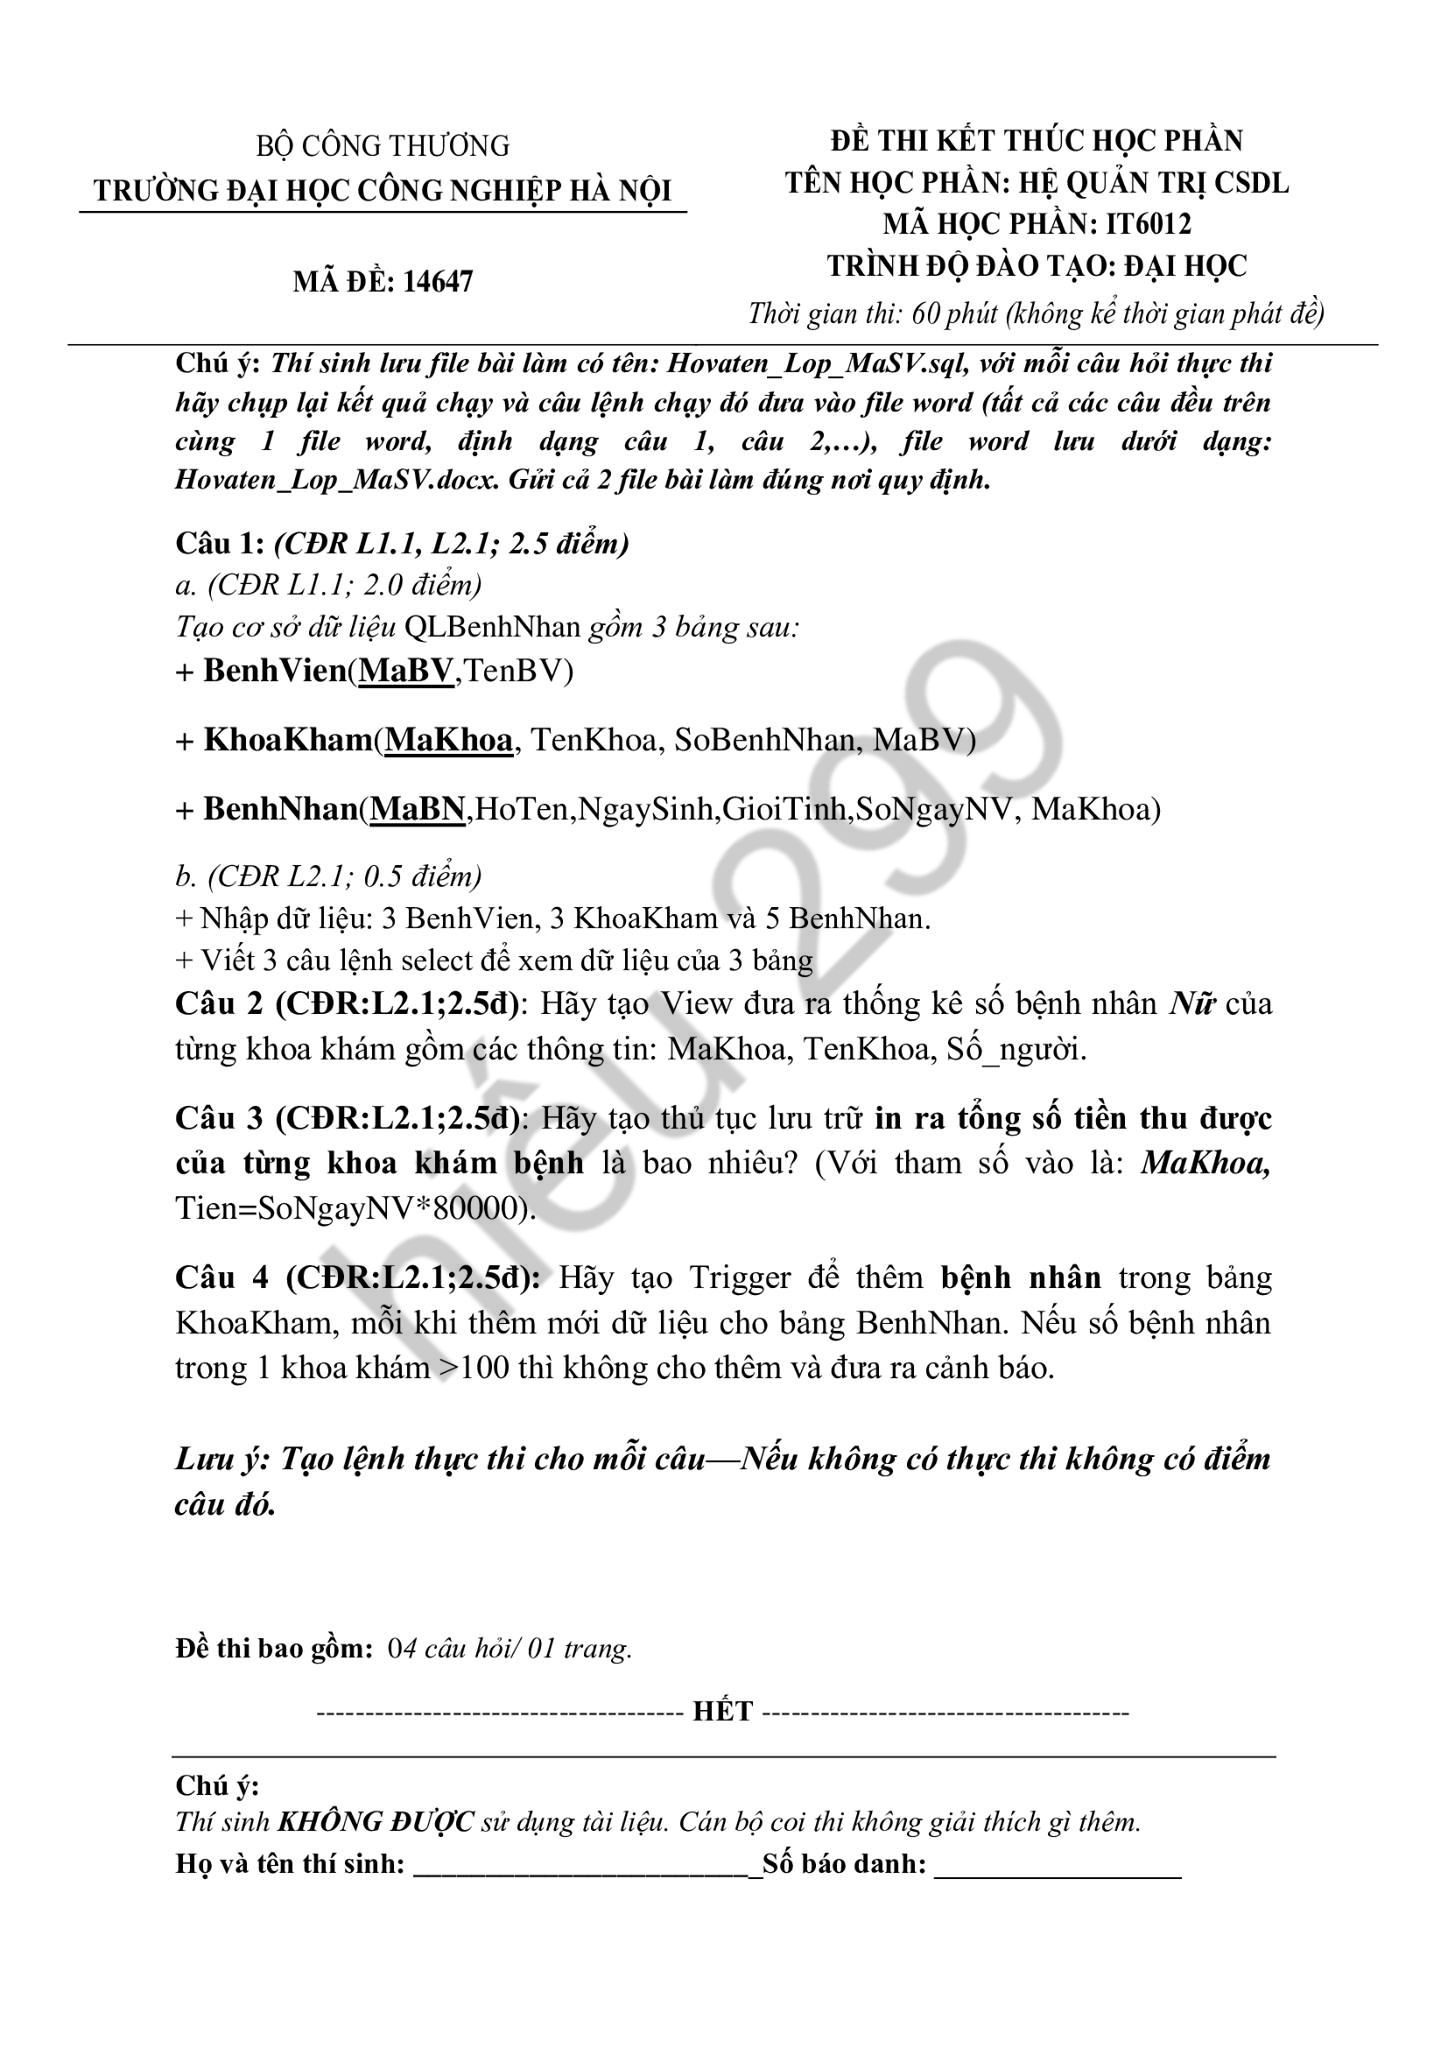 BỘ CÔNG THƯƠNG
TRƯỜNG ĐẠI HỌC CÔNG NGHIỆP HÀ NỘI
MÃ ĐỀ: 14647
ĐỀ THI KẾT THÚC HỌC PHẦN
TÊN HỌC PHẦN: HỆ QUẢN TRỊ CSDL
MÃ HỌC PHẦN: IT6012
TRÌNH ĐỘ ĐÀO TẠO: ĐẠI HỌC
Thời gian thi: 60 phút (không kể thời gian phát đề)
Chú ý: Thí sinh lưu file bài làm có tên: Hovaten_Lop_MaSV.sql, với mỗi câu hỏi thực thi
hãy chụp lại kết quả chạy và câu lệnh chạy đó đưa vào file word (tất cả các câu đều trên
cùng 1 file word, định dạng câu 1, câu 2,…), file word lưu dưới dạng:
Hovaten_Lop_MaSV.docx. Gửi cả 2 file bài làm đúng nơi quy định.
Câu 1: (CĐR L1.1, L2.1; 2.5 điểm)
a. (CĐR L1.1; 2.0 điểm)
Tạo cơ sở dữ liệu QLBenhNhan gồm 3 bảng sau:
+ BenhVien(MaBV,TenBV)
+ KhoaKham(MaKhoa, TenKhoa, SoBenhNhan, MaBV)
+ BenhNhan(MaBN,HoTen,NgaySinh,GioiTinh,SoNgayNV, MaKhoa)
b. (CĐR L2.1; 0.5 điểm)
+ Nhập dữ liệu: 3 BenhVien, 3 KhoaKham và 5 BenhNhan.
+ Viết 3 câu lệnh select để xem dữ liệu của 3 bảng
Câu 2 (CĐR:L2.1;2.5đ): Hãy tạo View đưa ra thống kê số bệnh nhân Nữ của
từng khoa khám gồm các thông tin: MaKhoa, TenKhoa, Số_người.
Câu 3 (CĐR:L2.1;2.5đ): Hãy tạo thủ tục lưu trữ in ra tổng số tiền thu được
của từng khoa khám bệnh là bao nhiêu? (Với tham số vào là: MaKhoa,
Tien=SoNgayNV*80000).
Câu 4 (CĐR:L2.1;2.5đ): Hãy tạo Trigger để thêm bệnh nhân trong bảng
KhoaKham, mỗi khi thêm mới dữ liệu cho bảng BenhNhan. Nếu số bệnh nhân
trong 1 khoa khám >100 thì không cho thêm và đưa ra cảnh báo.
Lưu ý: Tạo lệnh thực thi cho mỗi câu—Nếu không có thực thi không có điểm
câu đó.
Đề thi bao gồm: 04 câu hỏi/ 01 trang.
-------------------------------------- HẾT --------------------------------------
Chú ý:
Thí sinh KHÔNG ĐƯỢC sử dụng tài liệu. Cán bộ coi thi không giải thích gì thêm.
Họ và tên thí sinh: ________________________Số báo danh: __________________
hiếu 299